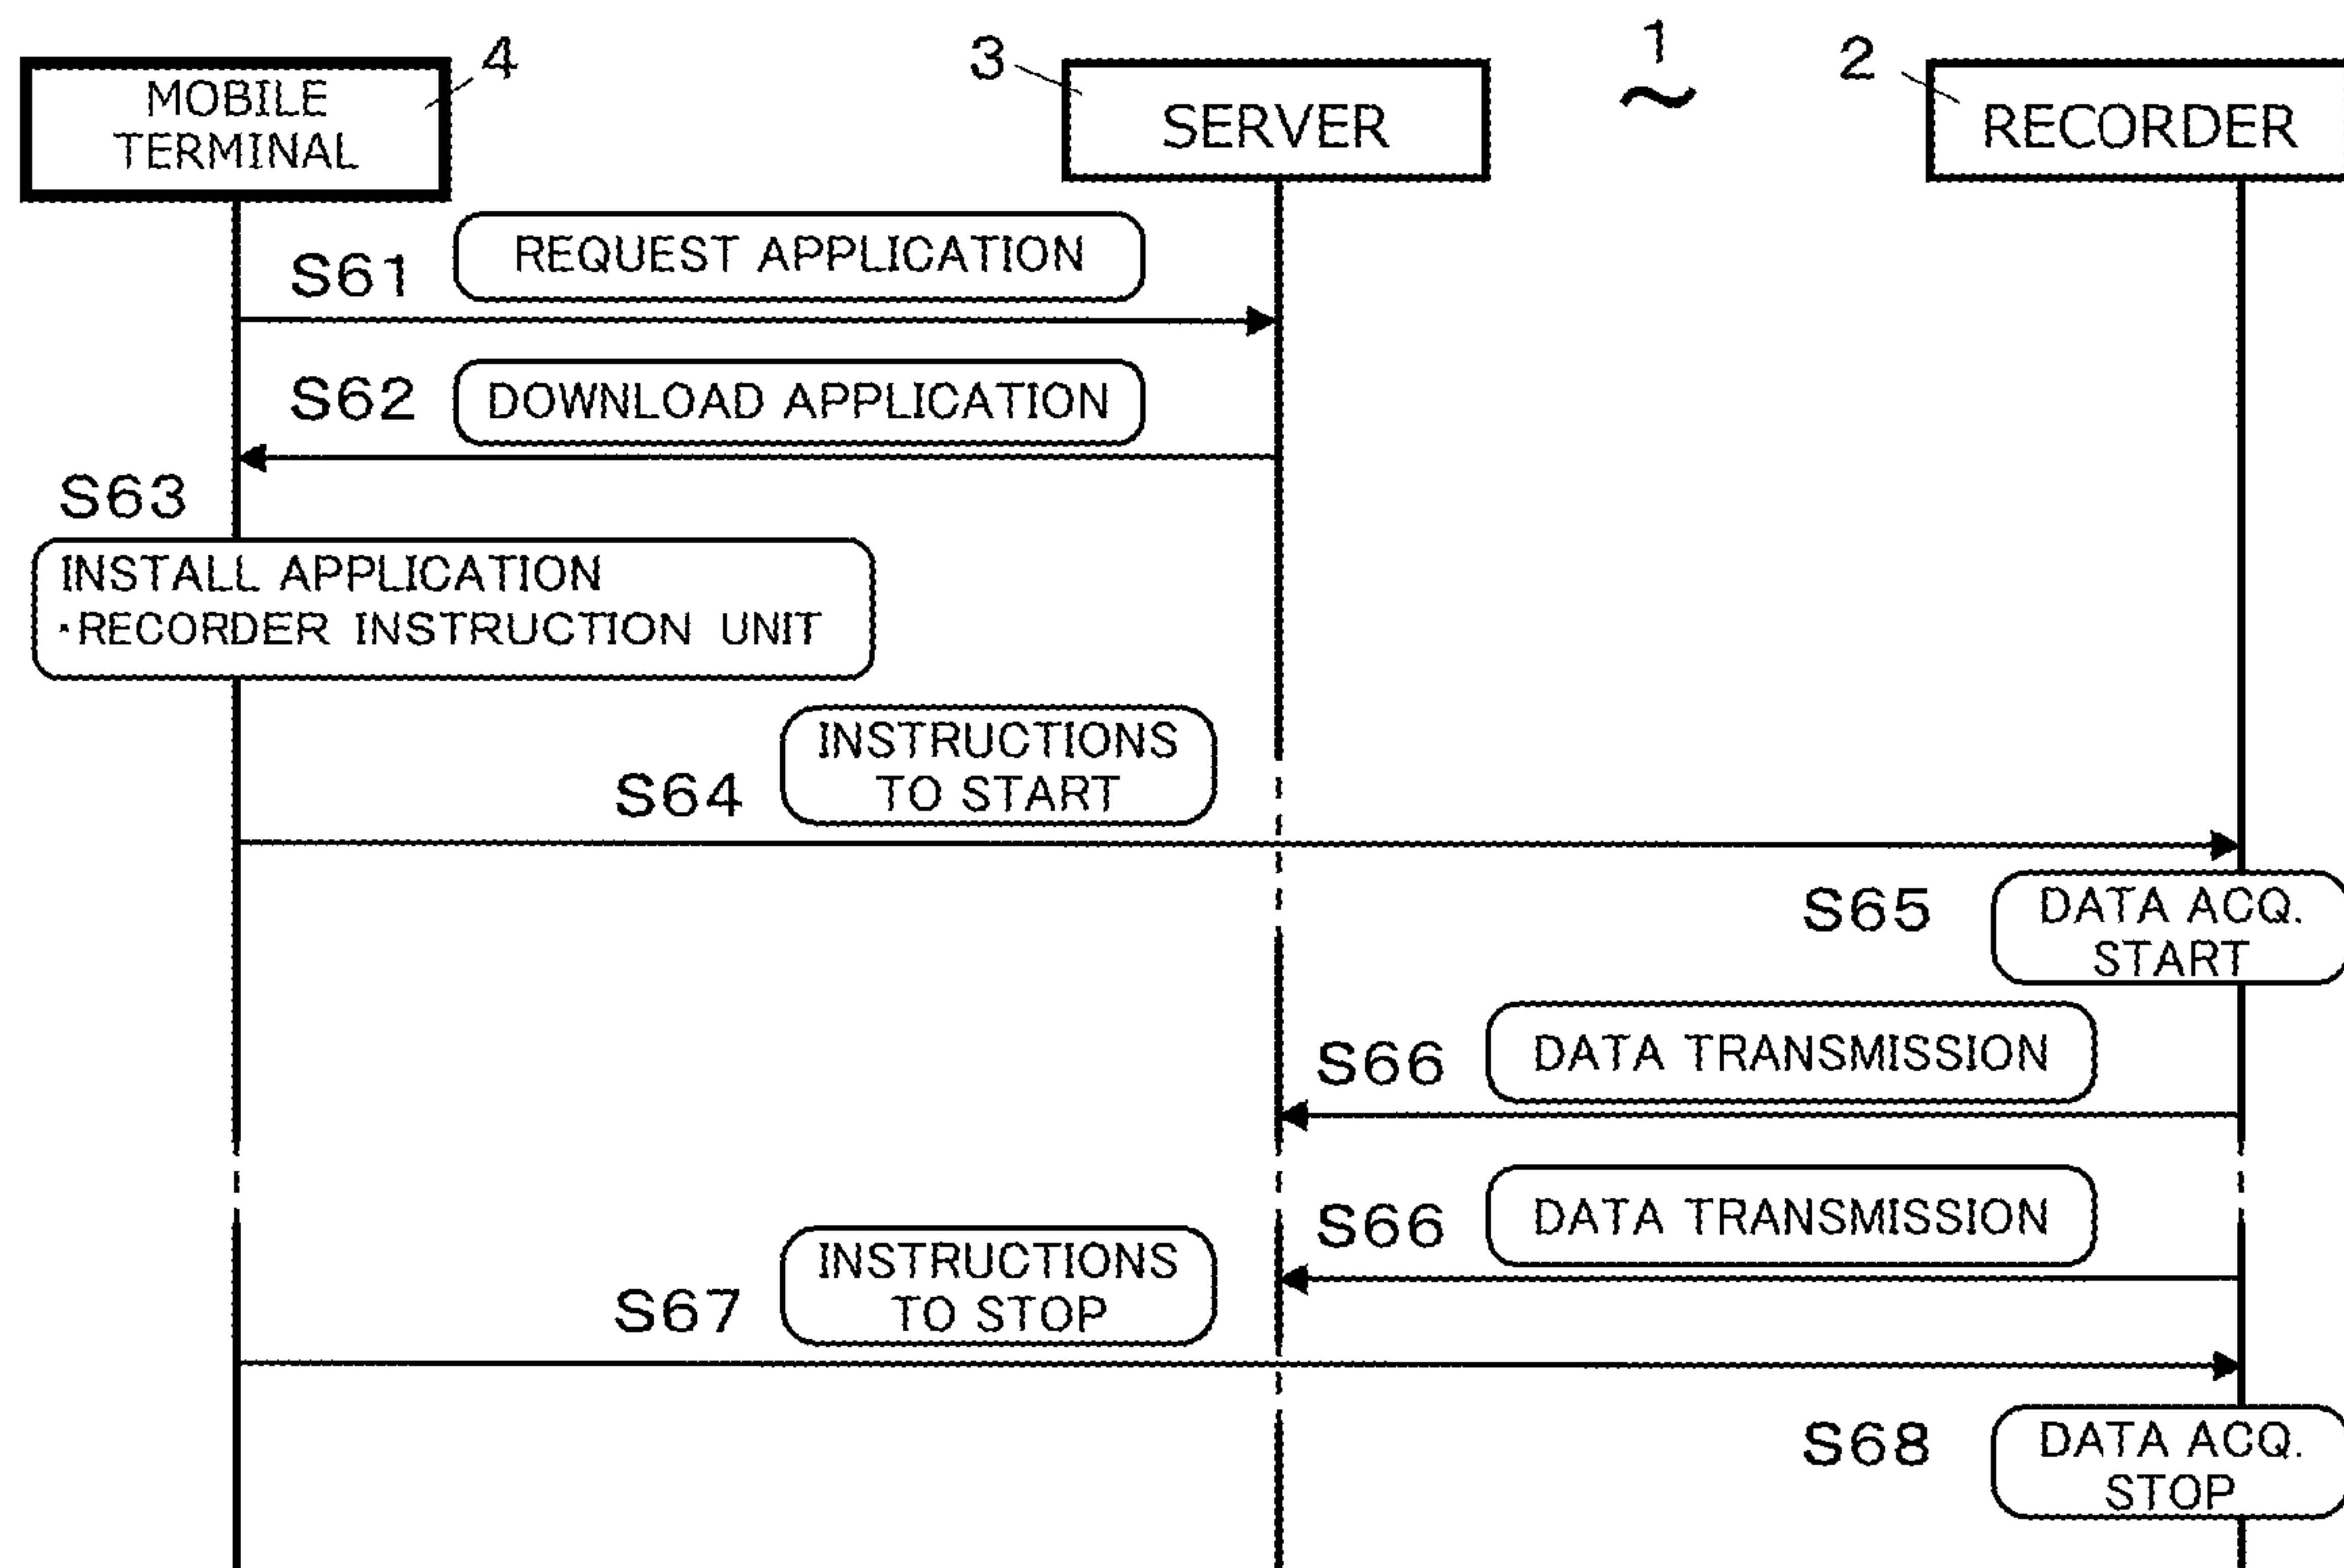 4
3
1
2
MOBILE
TERMINAL
SERVER
RECORDER
S61
REQUEST APPLICATION
S62
DOWNLOAD APPLICATION
S63
INSTALL APPLICATION
・RECORDER INSTRUCTION UNIT
S64
INSTRUCTIONS
TO START
S65
DATA ACQ.
START
S66
DATA TRANSMISSION
S66
DATA TRANSMISSION
S67
INSTRUCTIONS
TO STOP
S68
DATA ACQ.
STOP